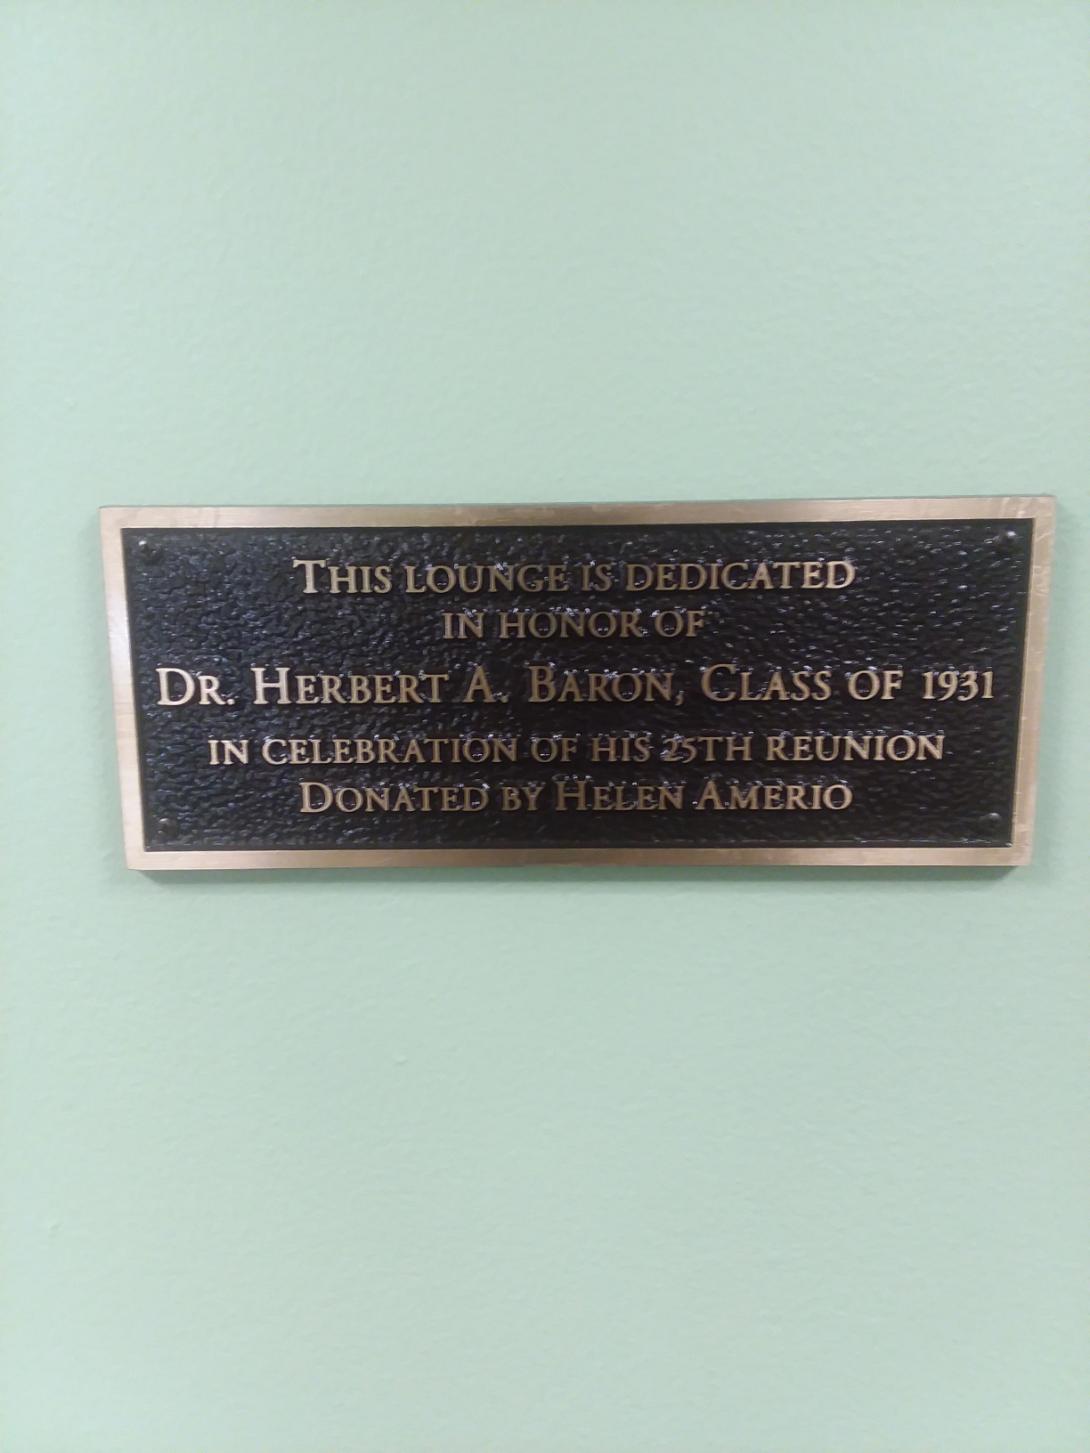 THIS LOUNGE IS DEDICATED
IN HONOR OF
DR. HERBERT A. BARON, CLASS OF 1931
IN CELEBRATION OF HIS 25TH REUNION
DONATED BY HELEN AMERIO